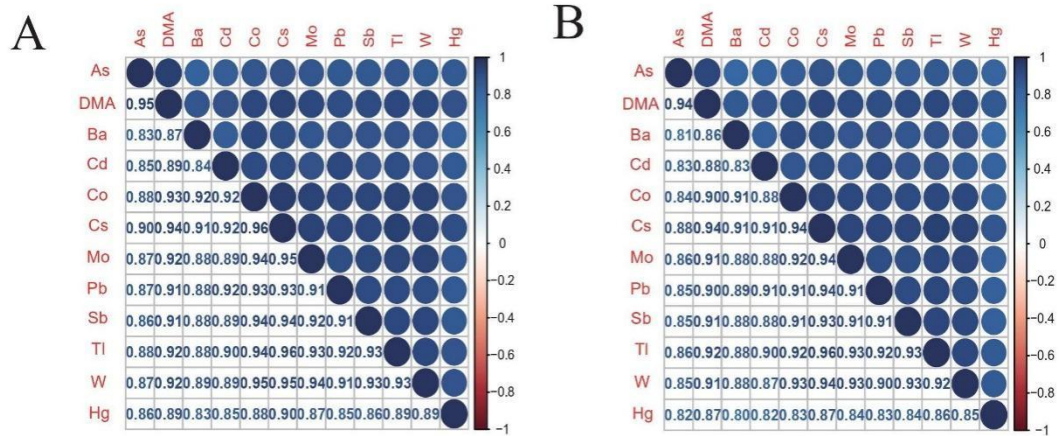 A
As DMA Ba Cd Co Cs Mo Pb Sb Tl W Hg
As
DMA 0.95
Ba 0.83 0.87
Cd 0.85 0.89 0.84
Co 0.88 0.93 0.92 0.92
Cs 0.90 0.94 0.91 0.92 0.96
Mo 0.87 0.92 0.88 0.89 0.94 0.95
Pb 0.87 0.91 0.88 0.92 0.93 0.93 0.91
Sb 0.86 0.91 0.88 0.89 0.94 0.94 0.92 0.91
Tl 0.88 0.92 0.88 0.90 0.94 0.96 0.93 0.92 0.93
W 0.87 0.92 0.89 0.89 0.95 0.95 0.94 0.91 0.93 0.93
Hg 0.86 0.89 0.83 0.85 0.88 0.90 0.87 0.85 0.86 0.89 0.89
1
0.8
0.6
0.4
0.2
0
−0.2
−0.4
−0.6
−0.8
−1
B
As DMA Ba Cd Co Cs Mo Pb Sb Tl W Hg
As
DMA 0.94
Ba 0.81 0.86
Cd 0.83 0.88 0.83
Co 0.84 0.90 0.91 0.88
Cs 0.88 0.94 0.91 0.91 0.94
Mo 0.86 0.91 0.88 0.88 0.92 0.94
Pb 0.85 0.90 0.89 0.91 0.91 0.94 0.91
Sb 0.85 0.91 0.88 0.88 0.91 0.93 0.91 0.91
Tl 0.86 0.92 0.88 0.90 0.92 0.96 0.93 0.92 0.93
W 0.85 0.91 0.88 0.87 0.93 0.94 0.93 0.90 0.93 0.92
Hg 0.82 0.87 0.80 0.82 0.83 0.87 0.84 0.83 0.84 0.86 0.85
1
0.8
0.6
0.4
0.2
0
−0.2
−0.4
−0.6
−0.8
−1